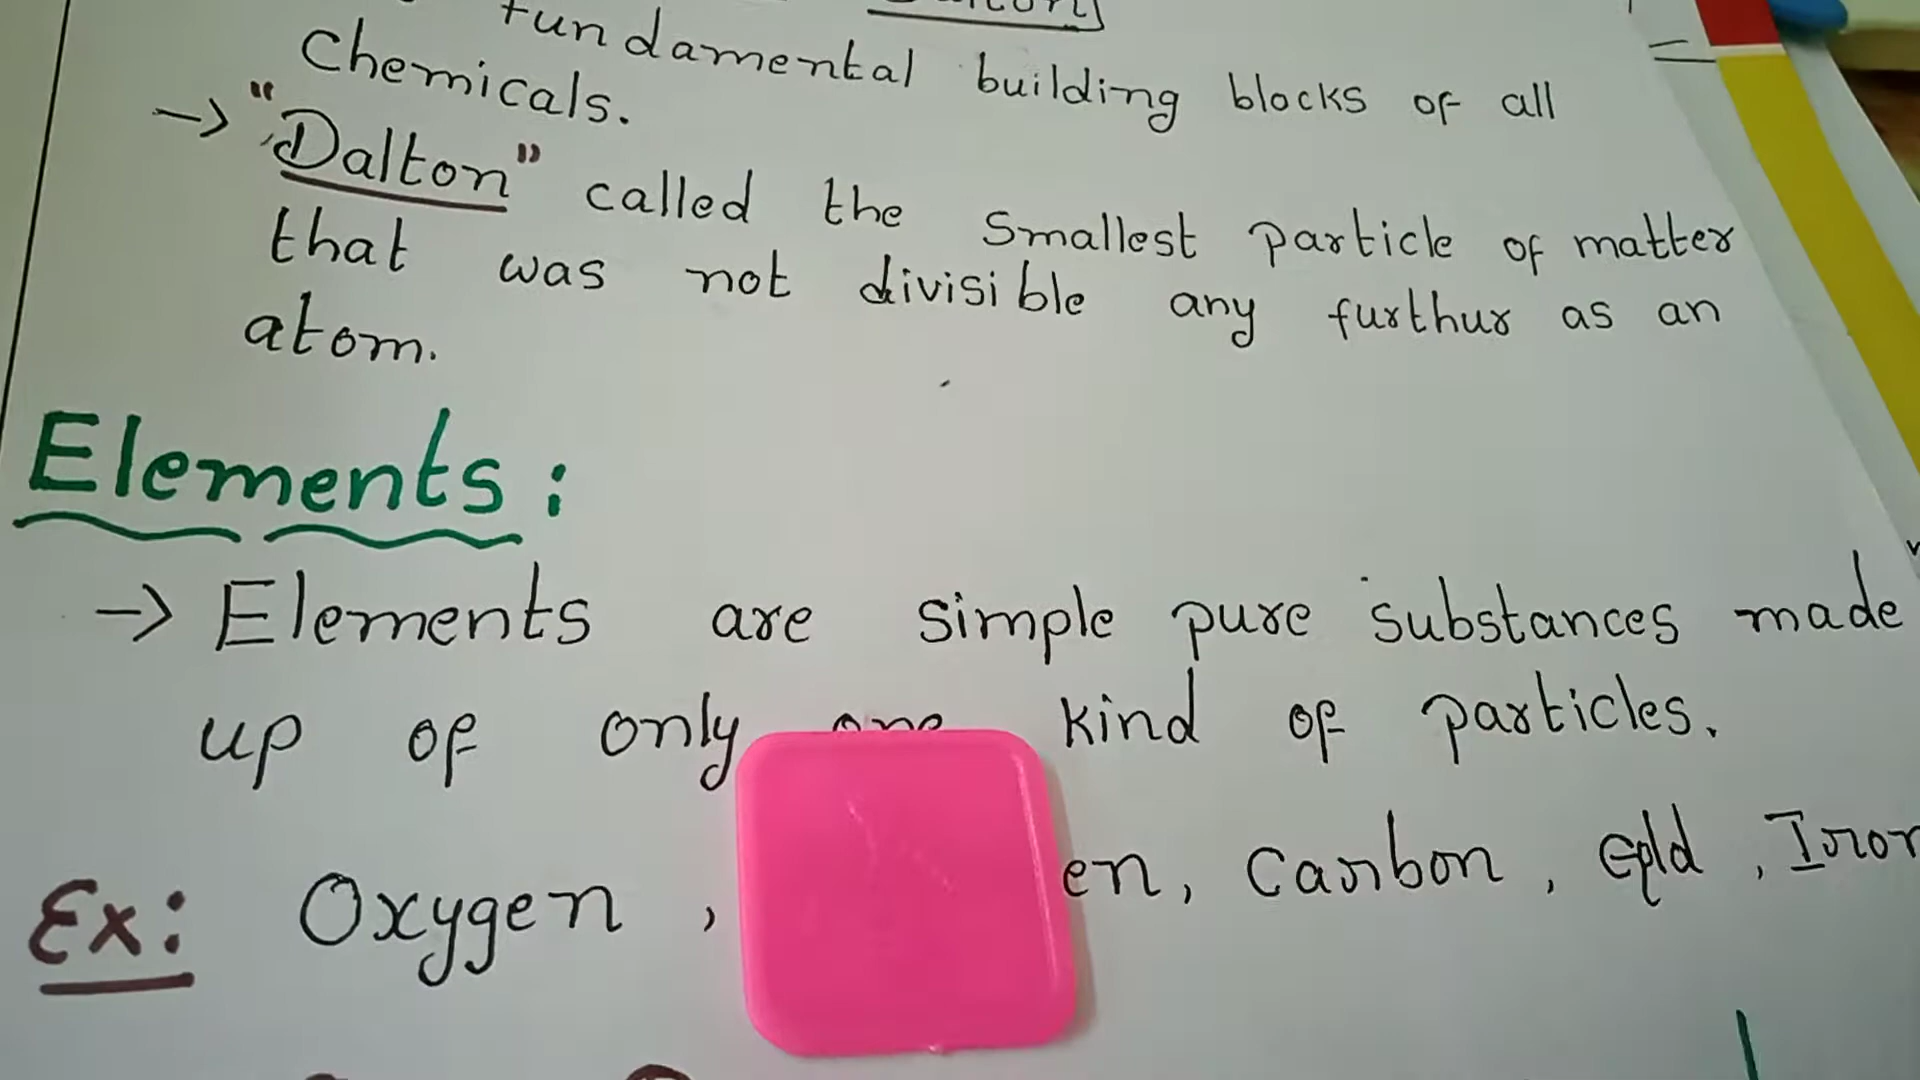 fundamental building blocks of all
chemicals.
→ "Dalton" called the smallest particle of matter
that was not divisible any furthur as an
atom.
Elements:
→ Elements are simple pure substances made
up of only one kind of particles.
Ex: Oxygen, en, Carbon, Gold, Iron